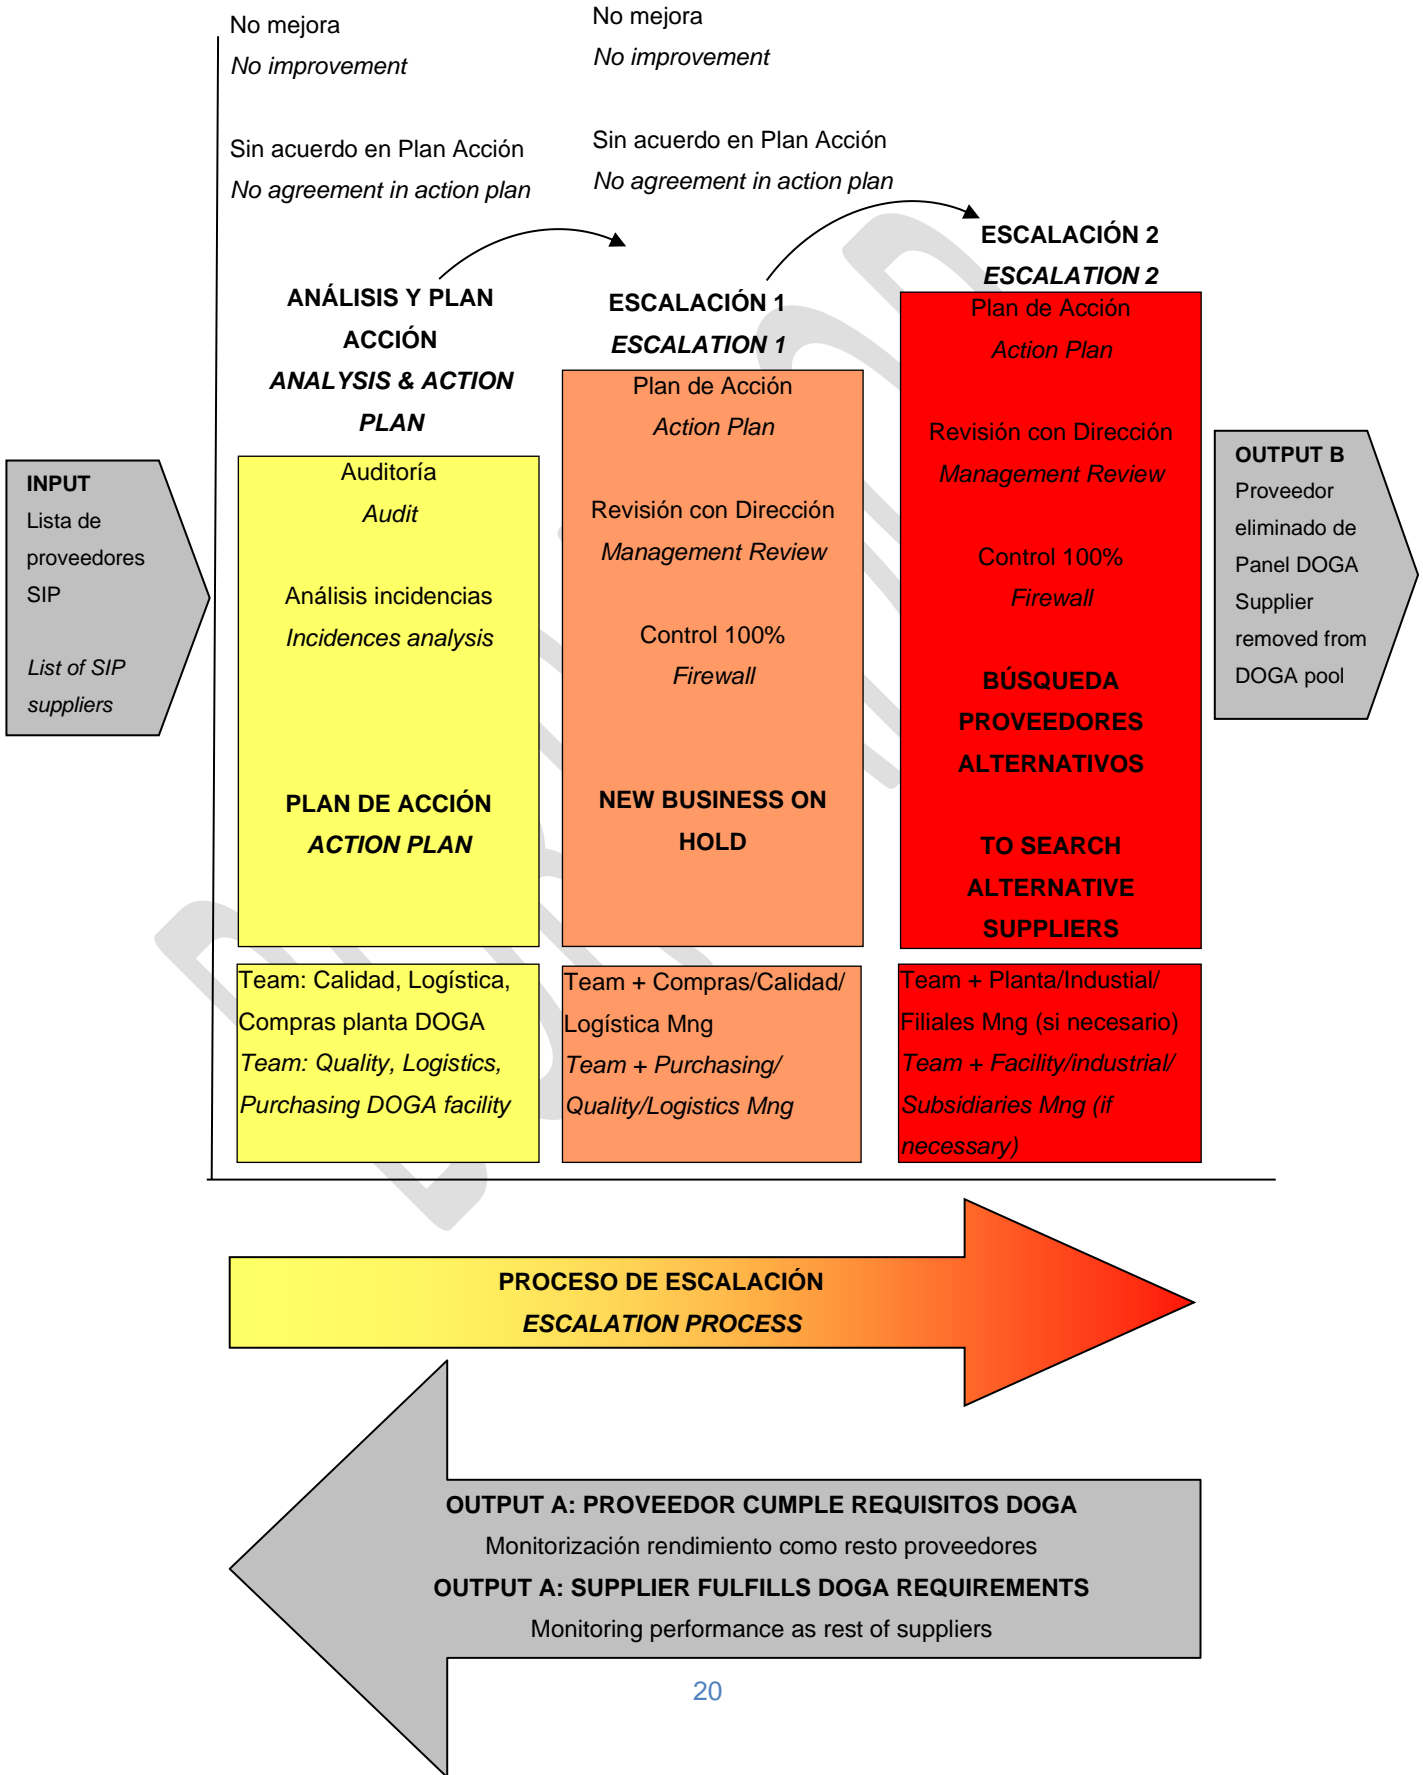 No mejora
No improvement
Sin acuerdo en Plan Acción
No agreement in action plan
No mejora
No improvement
Sin acuerdo en Plan Acción
No agreement in action plan
INPUT
Lista de
proveedores
SIP
List of SIP
suppliers
ANÁLISIS Y PLAN
ACCIÓN
ANALYSIS & ACTION
PLAN
Auditoría
Audit
Análisis incidencias
Incidences analysis
PLAN DE ACCIÓN
ACTION PLAN
Team: Calidad, Logística,
Compras planta DOGA
Team: Quality, Logistics,
Purchasing DOGA facility
ESCALACIÓN 1
ESCALATION 1
Plan de Acción
Action Plan
Revisión con Dirección
Management Review
Control 100%
Firewall
NEW BUSINESS ON
HOLD
Team + Compras/Calidad/
Logística Mng
Team + Purchasing/
Quality/Logistics Mng
ESCALACIÓN 2
ESCALATION 2
Plan de Acción
Action Plan
Revisión con Dirección
Management Review
Control 100%
Firewall
BÚSQUEDA
PROVEEDORES
ALTERNATIVOS
TO SEARCH
ALTERNATIVE
SUPPLIERS
Team + Planta/Industial/
Filiales Mng (si necesario)
Team + Facility/industrial/
Subsidiaries Mng (if
necessary)
OUTPUT B
Proveedor
eliminado de
Panel DOGA
Supplier
removed from
DOGA pool
PROCESO DE ESCALACIÓN
ESCALATION PROCESS
OUTPUT A: PROVEEDOR CUMPLE REQUISITOS DOGA
Monitorización rendimiento como resto proveedores
OUTPUT A: SUPPLIER FULFILLS DOGA REQUIREMENTS
Monitoring performance as rest of suppliers
20